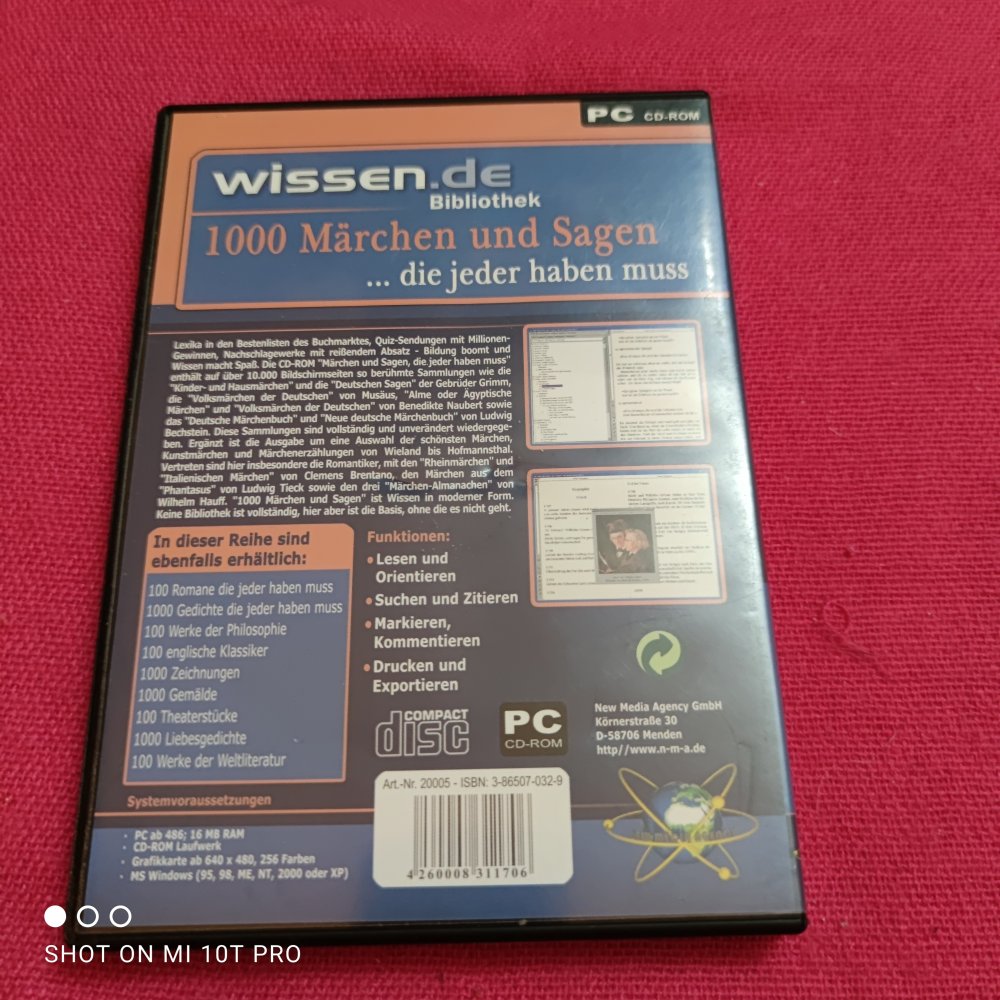 PC CD-ROM
wissen.de
Bibliothek
1000 Märchen und Sagen
... die jeder haben muss
Lexika in den Bestenlisten des Buchmarktes, Quiz-Sendungen mit Millionen-
Gewinnen, Nachschlagewerke mit reißendem Absatz - Bildung boomt und
Wissen macht Spaß. Die CD-ROM "Märchen und Sagen, die jeder haben muss"
enthält auf über 10.000 Bildschirmseiten so berühmte Sammlungen wie die
"Kinder- und Hausmärchen" und die "Deutschen Sagen" der Gebrüder Grimm,
die "Volksmärchen der Deutschen" von Musäus, "Alme oder Ägyptische
Märchen" und "Volksmärchen der Deutschen" von Benedikte Naubert sowie
das "Deutsche Märchenbuch" und "Neue deutsche Märchenbuch" von Ludwig
Bechstein. Diese Sammlungen sind vollständig und unverändert wiedergege-
ben. Ergänzt ist die Ausgabe um eine Auswahl der schönsten Märchen,
Kunstmärchen und Märchenerzählungen von Wieland bis Hofmannsthal.
Vertreten sind hier insbesondere die Romantiker, mit den "Rheinmärchen" und
"Italienischen Märchen" von Clemens Brentano, den Märchen aus dem
"Phantasus" von Ludwig Tieck sowie den drei "Märchen-Almanachen" von
Wilhelm Hauff. "1000 Märchen und Sagen" ist Wissen in moderner Form.
Keine Bibliothek ist vollständig, hier aber ist die Basis, ohne die es nicht geht.
In dieser Reihe sind
ebenfalls erhältlich:
100 Romane die jeder haben muss
1000 Gedichte die jeder haben muss
100 Werke der Philosophie
100 englische Klassiker
1000 Zeichnungen
1000 Gemälde
100 Theaterstücke
1000 Liebesgedichte
100 Werke der Weltliteratur
Funktionen:
• Lesen und
Orientieren
• Suchen und Zitieren
• Markieren,
Kommentieren
• Drucken und
Exportieren
COMPACT
disc
PC
CD-ROM
New Media Agency GmbH
Körnerstraße 30
D-58706 Menden
http//www.n-m-a.de
Art.-Nr. 20005 - ISBN: 3-86507-032-9
4 260008 311706
Systemvoraussetzungen
• PC ab 486; 16 MB RAM
• CD-ROM Laufwerk
• Grafikkarte ab 640 x 480, 256 Farben
• MS Windows (95, 98, ME, NT, 2000 oder XP)
SHOT ON MI 10T PRO